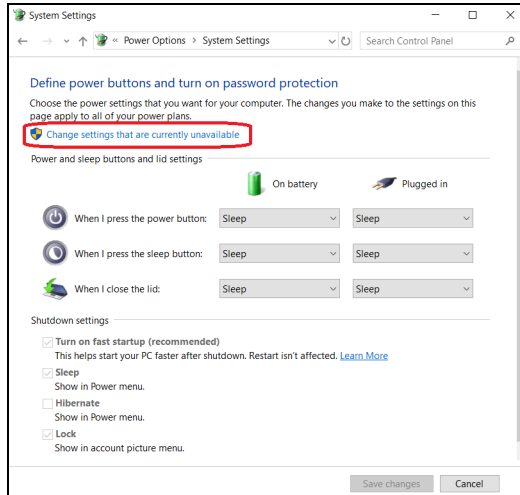 System Settings
« Power Options > System Settings
Search Control Panel
Define power buttons and turn on password protection
Choose the power settings that you want for your computer. The changes you make to the settings on this
page apply to all of your power plans.
Change settings that are currently unavailable
Power and sleep buttons and lid settings
On battery Plugged in
When I press the power button: Sleep Sleep
When I press the sleep button: Sleep Sleep
When I close the lid: Sleep Sleep
Shutdown settings
Turn on fast startup (recommended)
This helps start your PC faster after shutdown. Restart isn't affected. Learn More
Sleep
Show in Power menu.
Hibernate
Show in Power menu.
Lock
Show in account picture menu.
Save changes Cancel